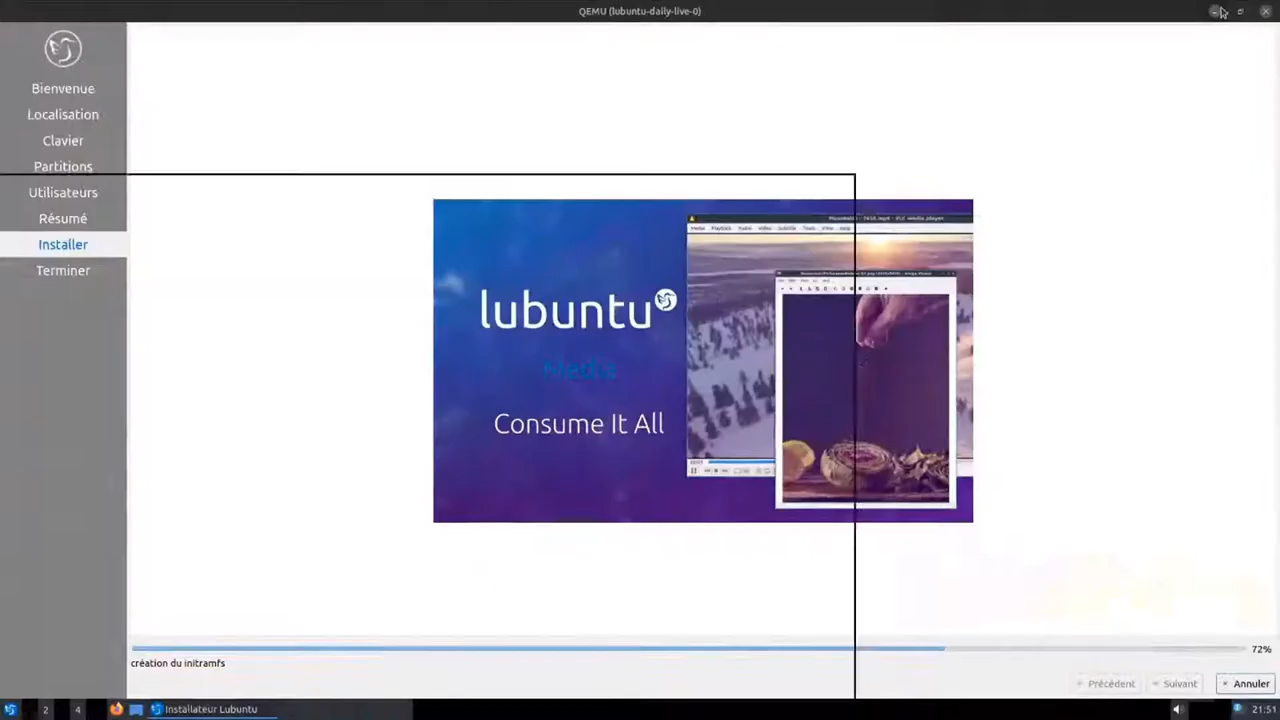 QEMU (lubuntu-daily-live-0)
Bienvenue
Localisation
Clavier
Partitions
Utilisateurs
Résumé
Installer
Terminer
lubuntu
Media
Consume It All
72%
création du initramfs
Précédent
Suivant
Annuler
2
4
Installateur Lubuntu
21:51